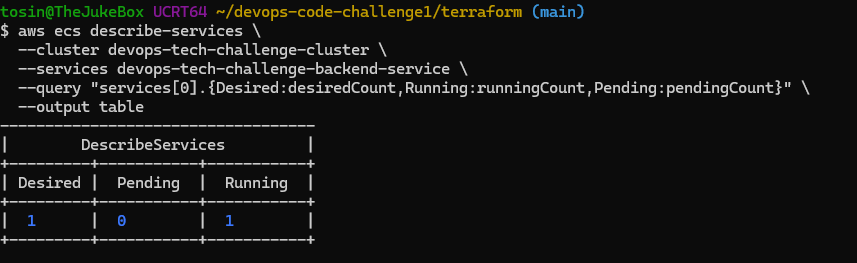 tosin@TheJukeBox UCRT64 ~/devops-code-challenge1/terraform (main)
$ aws ecs describe-services \
  --cluster devops-tech-challenge-cluster \
  --services devops-tech-challenge-backend-service \
  --query "services[0].{Desired:desiredCount,Running:runningCount,Pending:pendingCount}" \
  --output table
----------------------------------
|        DescribeServices        |
+---------+-----------+----------+
| Desired |  Pending  |  Running |
+---------+-----------+----------+
|  1      |  0        |  1       |
+---------+-----------+----------+